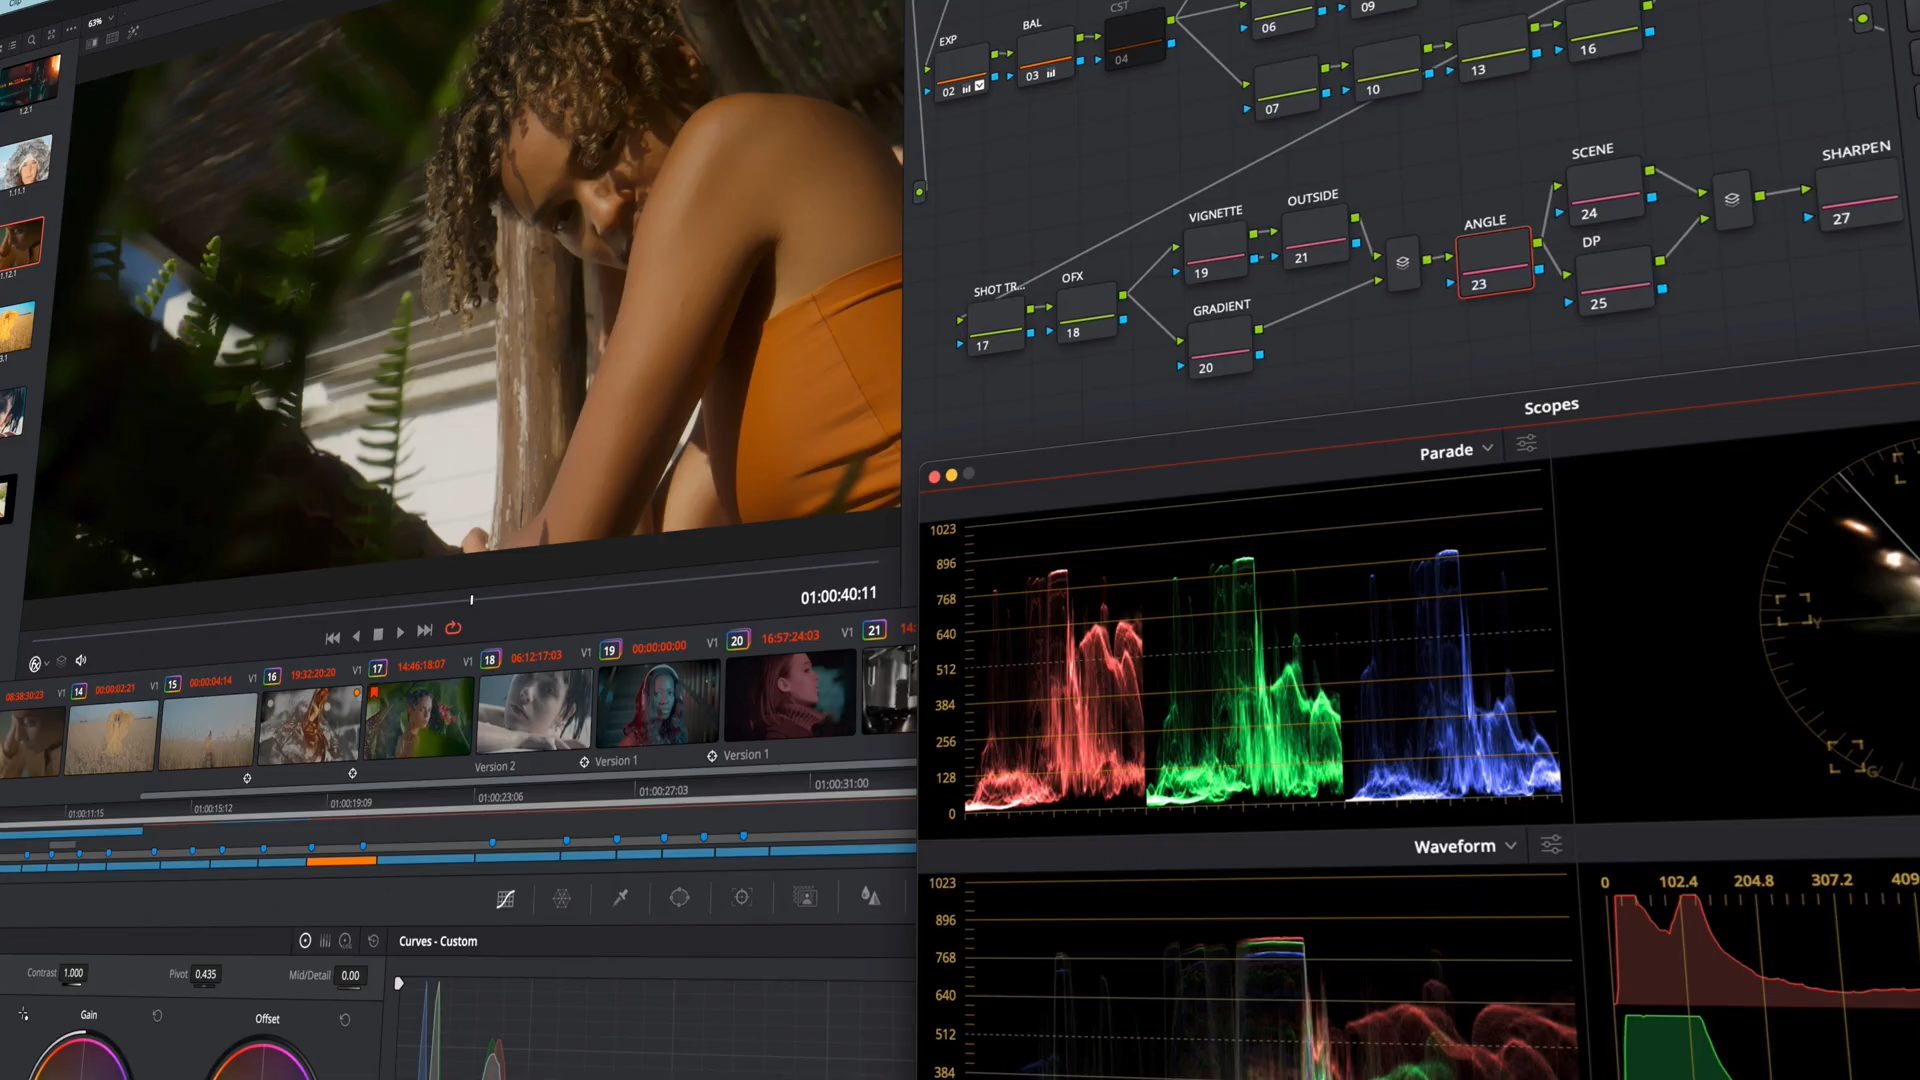 Clip
63%
1.2.1
1.11.1
1.12.1
3.1
01:00:40:11
08:38:30:23
V1 14 00:00:02:21
V1 15 00:00:04:14
V1 16 19:32:20:20
V1 17 14:46:18:07
V1 18 06:12:17:03
V1 19 00:00:00:00
V1 20 16:57:24:03
V1 21 14:
Version 2
Version 1
Version 1
01:00:11:15
01:00:15:12
01:00:19:09
01:00:23:06
01:00:27:03
01:00:31:00
Curves - Custom
Contrast 1.000
Pivot 0.435
Mid/Detail 0.00
Gain
Offset
EXP
02
BAL
03
CST
04
06
09
07
10
13
16
SHOT TR...
17
OFX
18
VIGNETTE
19
GRADIENT
20
OUTSIDE
21
ANGLE
23
SCENE
24
DP
25
SHARPEN
27
Scopes
Parade
1023
896
768
640
512
384
256
128
0
Y
G
Waveform
1023
896
768
640
512
384
0 102.4 204.8 307.2 409